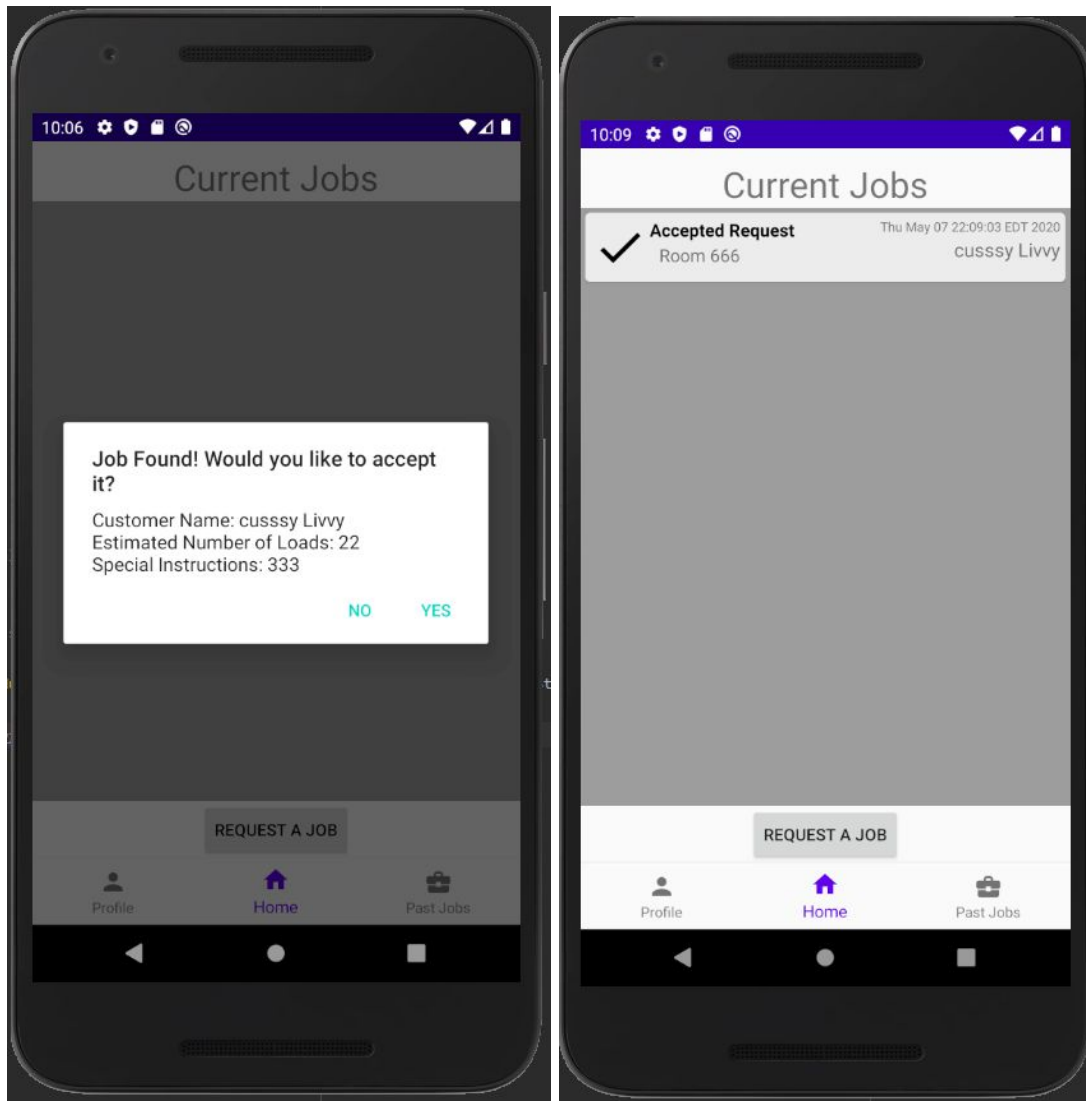 10:06
Current Jobs
Job Found! Would you like to accept
it?
Customer Name: cusssy Livvy
Estimated Number of Loads: 22
Special Instructions: 333
NO YES
REQUEST A JOB
Profile Home Past Jobs
10:09
Current Jobs
Accepted Request Thu May 07 22:09:03 EDT 2020
Room 666 cusssy Livvy
REQUEST A JOB
Profile Home Past Jobs